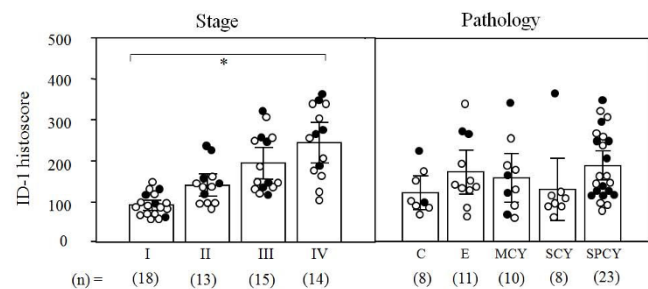 Stage Pathology
500
400
300
200
100
0
ID-1 histoscore
*
I II III IV C E MCY SCY SPCY
(n) = (18) (13) (15) (14) (8) (11) (10) (8) (23)